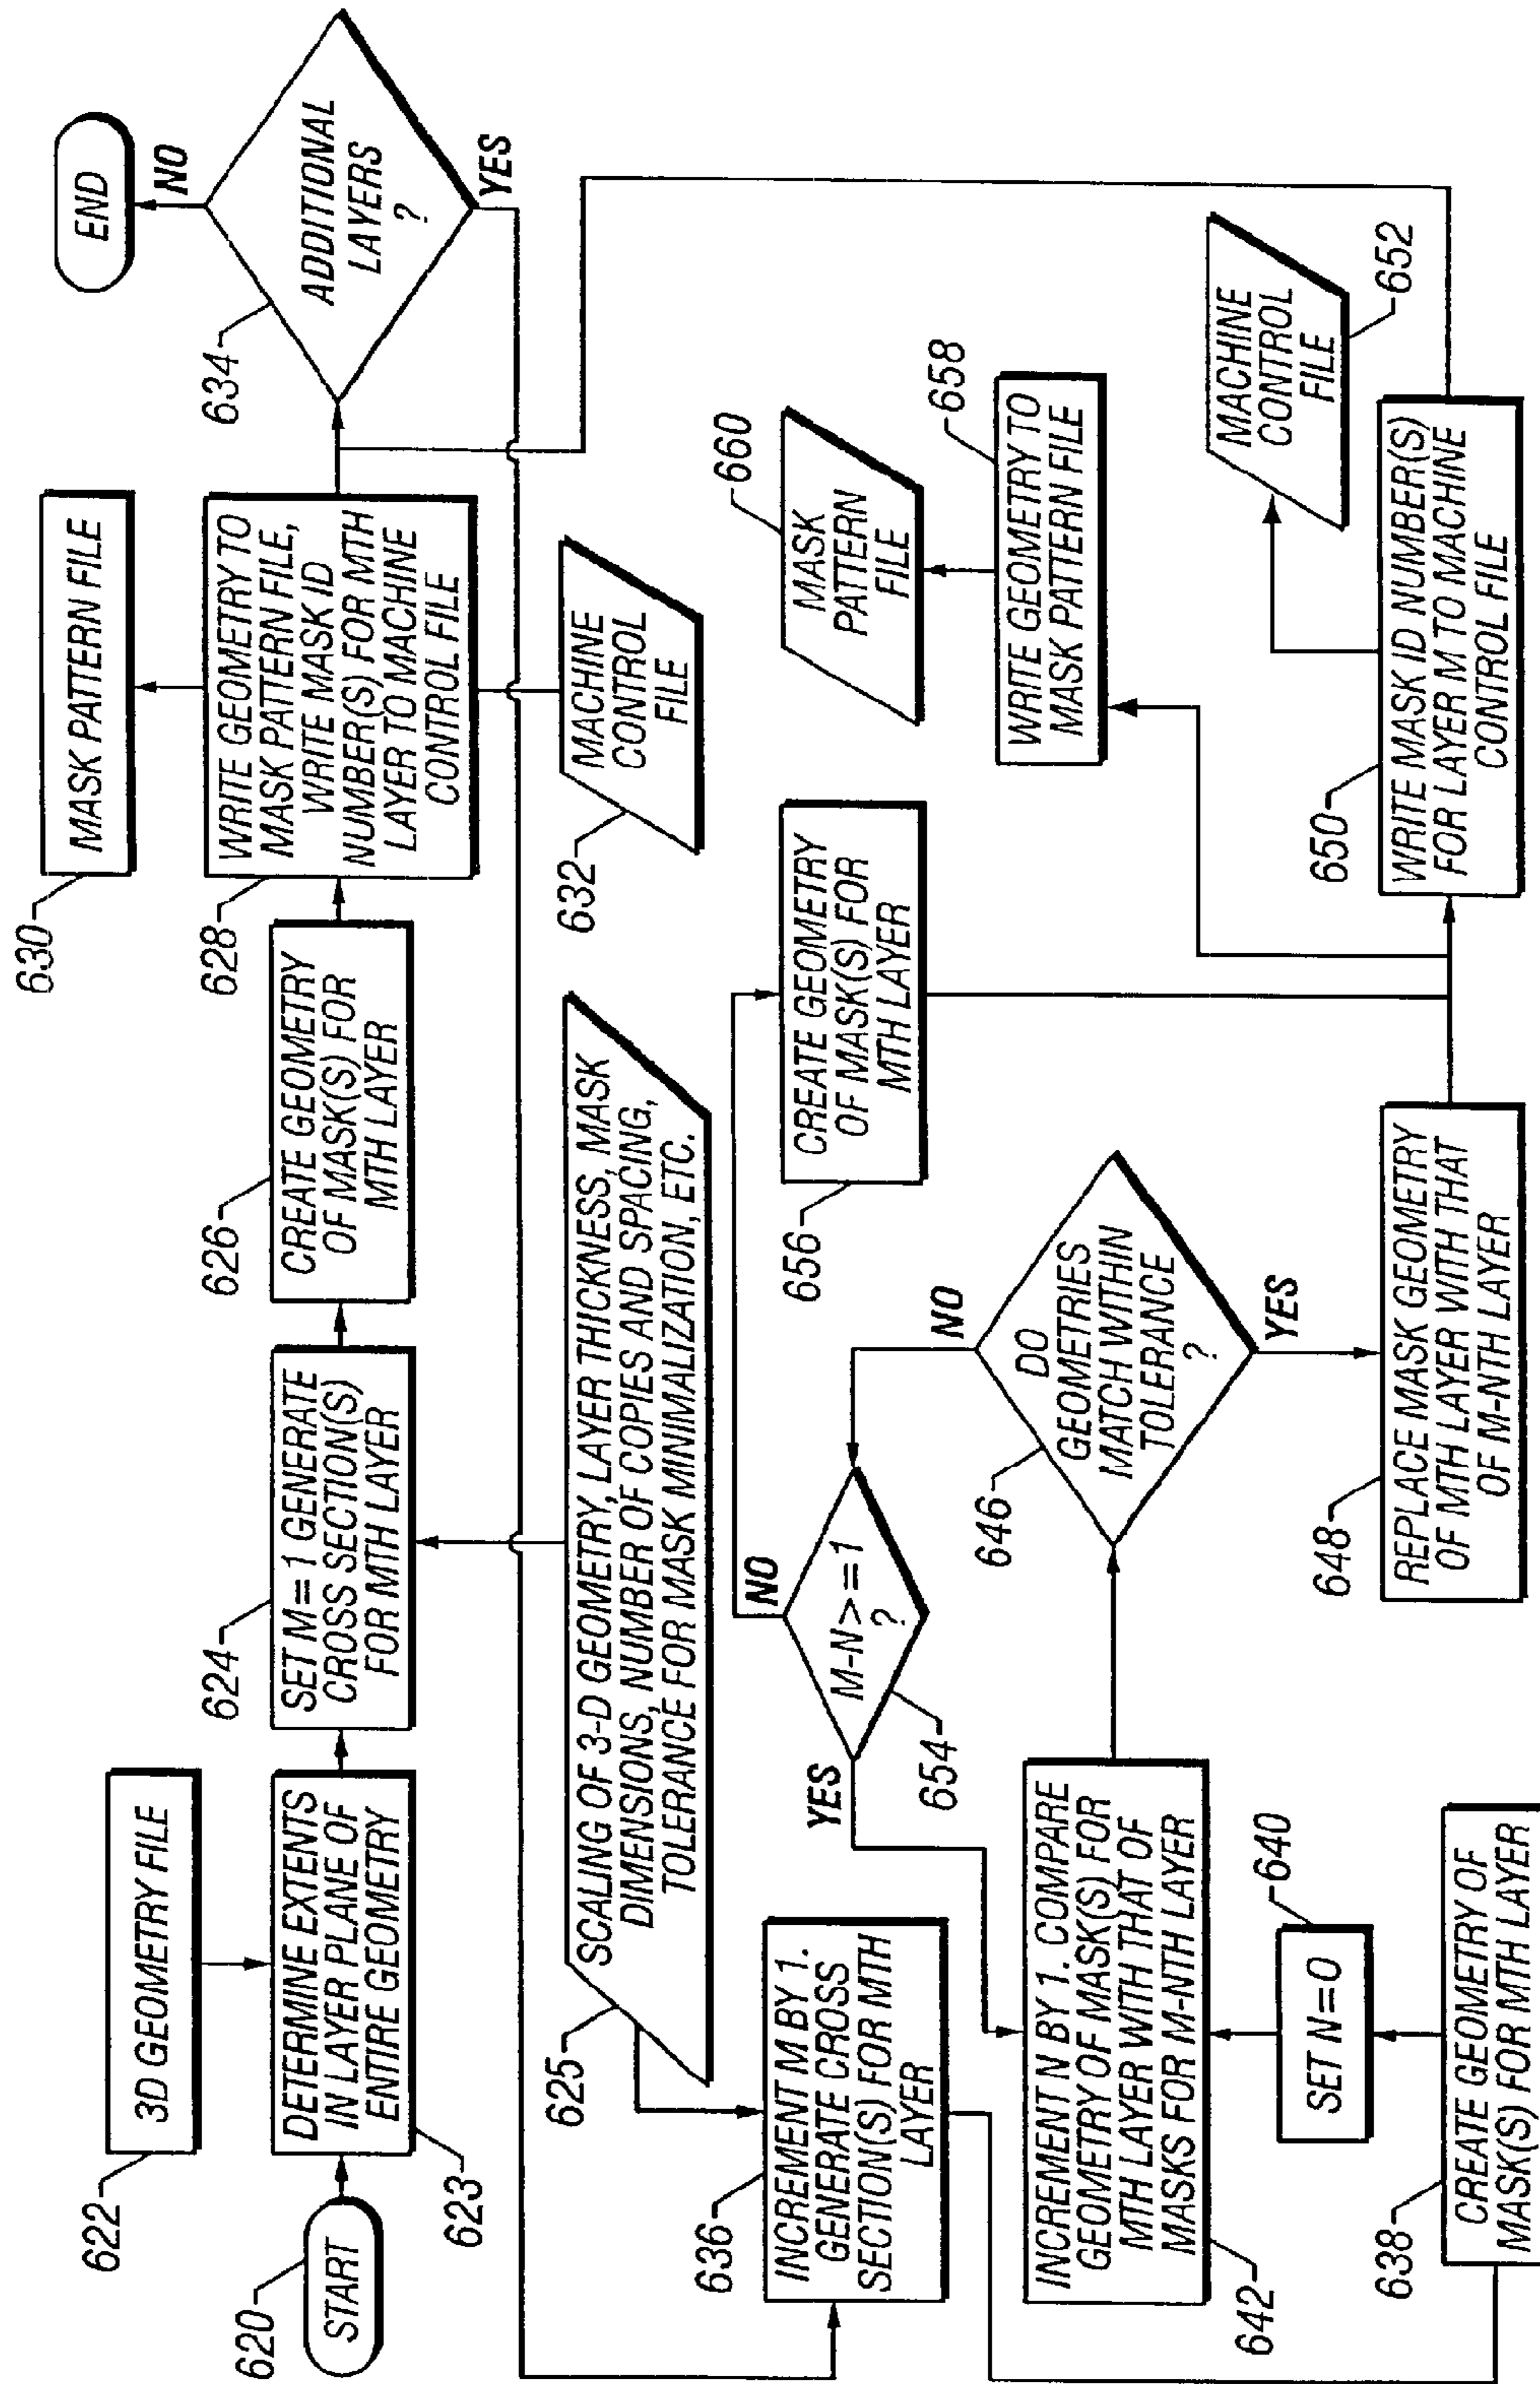 622
3D GEOMETRY FILE
630
MASK PATTERN FILE
END
620
START
DETERMINE EXTENTS
IN LAYER PLANE OF
ENTIRE GEOMETRY
623
624
SET M=1 GENERATE
CROSS SECTION(S)
FOR MTH LAYER
626
CREATE GEOMETRY
OF MASK(S) FOR
MTH LAYER
628
WRITE GEOMETRY TO
MASK PATTERN FILE,
WRITE MASK ID
NUMBER(S) FOR MTH
LAYER TO MACHINE
CONTROL FILE
634
NO
ADDITIONAL
LAYERS
?
YES
625
SCALING OF 3-D GEOMETRY, LAYER THICKNESS, MASK
DIMENSIONS, NUMBER OF COPIES AND SPACING,
TOLERANCE FOR MASK MINIMALIZATION, ETC.
632
MACHINE
CONTROL
FILE
636
INCREMENT M BY 1.
GENERATE CROSS
SECTION(S) FOR MTH
LAYER
YES
M-N>=1
?
NO
654
656
CREATE GEOMETRY
OF MASK(S) FOR
MTH LAYER
660
MASK
PATTERN
FILE
658
WRITE GEOMETRY TO
MASK PATTERN FILE
642
INCREMENT N BY 1. COMPARE
GEOMETRY OF MASK(S) FOR
MTH LAYER WITH THAT OF
MASKS FOR M-NTH LAYER
646
NO
DO
GEOMETRIES
MATCH WITHIN
TOLERANCE
?
YES
640
SET N=0
638
CREATE GEOMETRY OF
MASK(S) FOR MTH LAYER
648
REPLACE MASK GEOMETRY
OF MTH LAYER WITH THAT
OF M-NTH LAYER
650
WRITE MASK ID NUMBER(S)
FOR LAYER M TO MACHINE
CONTROL FILE
MACHINE
CONTROL
FILE
652